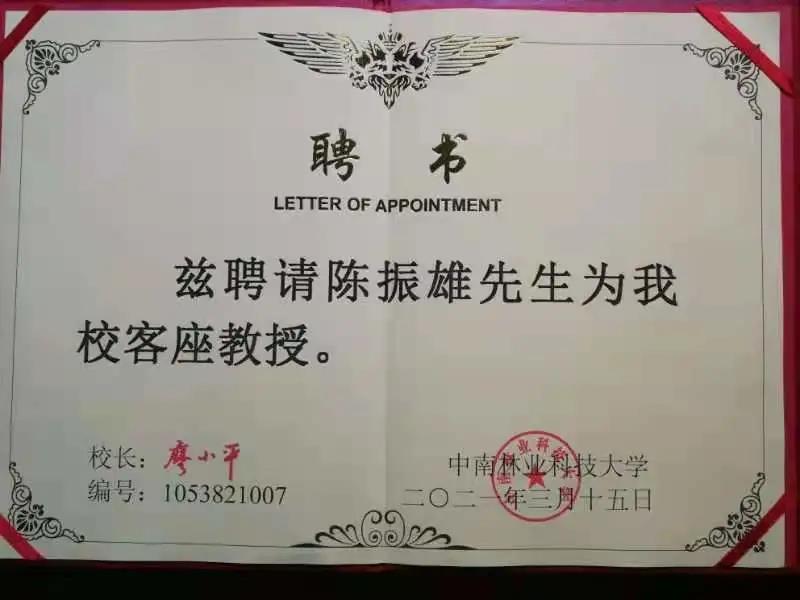 聘书
LETTER OF APPOINTMENT
兹聘请陈振雄先生为我
校客座教授。
校长：廖小平
编号：1053821007
中南林业科技大学
二〇二一年三月十五日